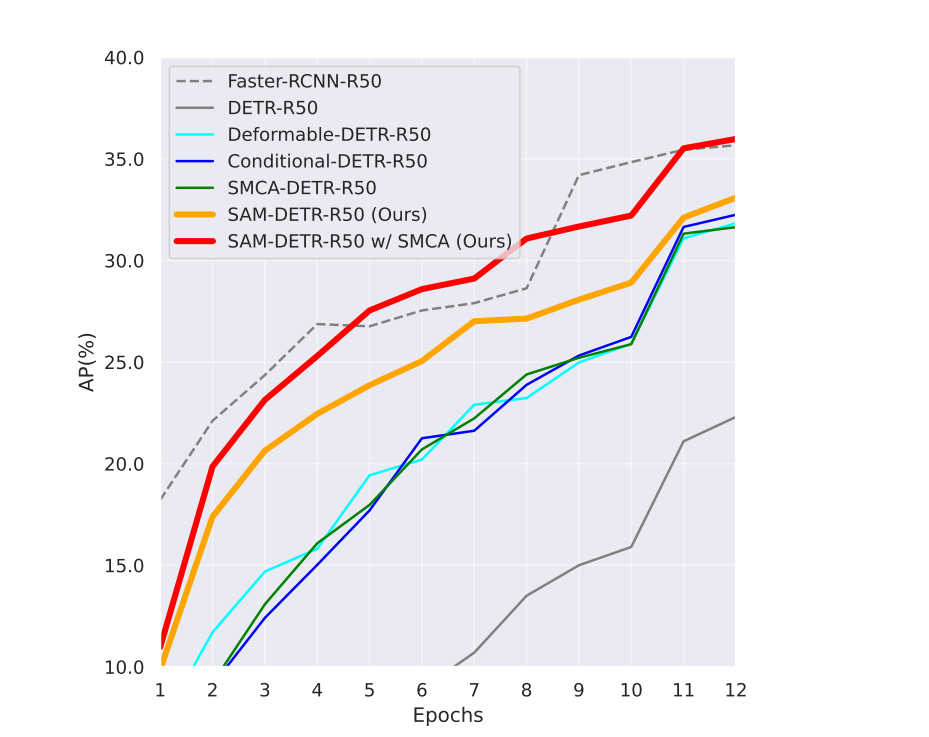 40.0
35.0
30.0
25.0
20.0
15.0
10.0
AP(%)
Faster-RCNN-R50
DETR-R50
Deformable-DETR-R50
Conditional-DETR-R50
SMCA-DETR-R50
SAM-DETR-R50 (Ours)
SAM-DETR-R50 w/ SMCA (Ours)
1 2 3 4 5 6 7 8 9 10 11 12
Epochs